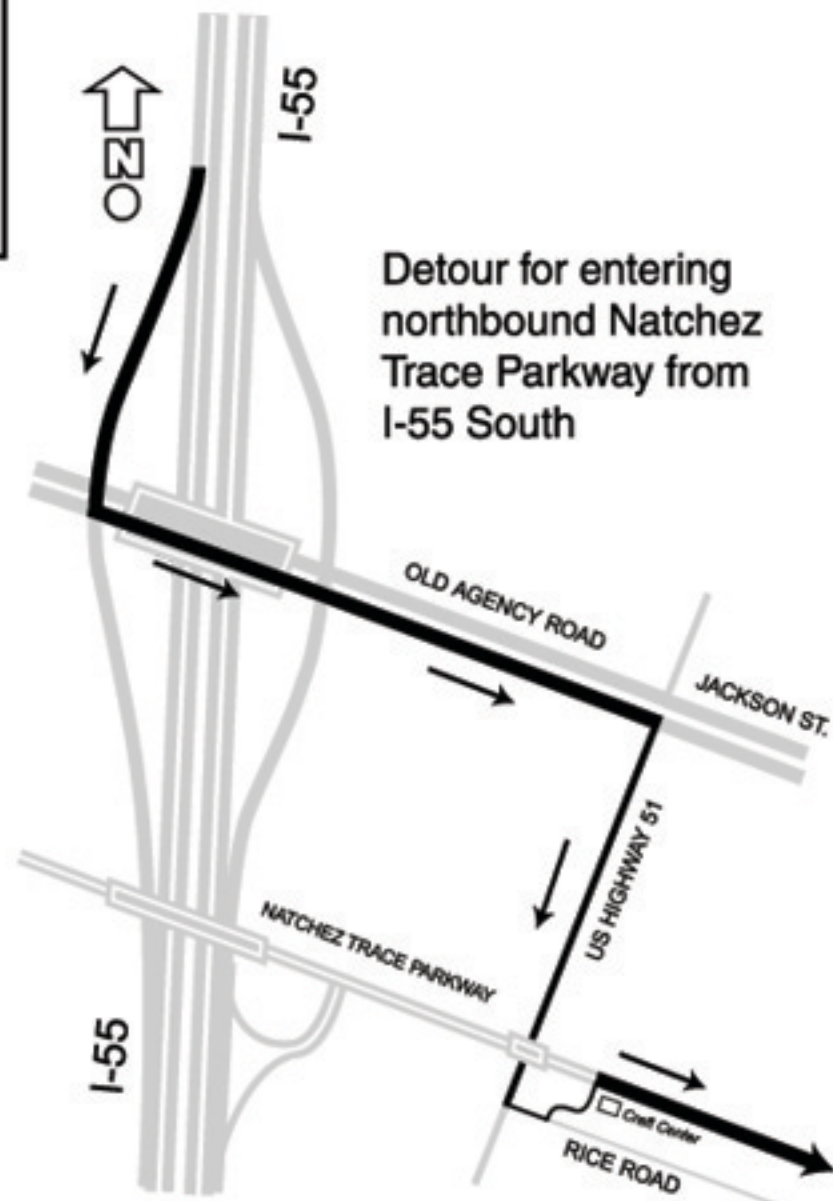 I-55
NO
Detour for entering
northbound Natchez
Trace Parkway from
I-55 South
OLD AGENCY ROAD
JACKSON ST.
US HIGHWAY 51
NATCHEZ TRACE PARKWAY
I-55
Craft Center
RICE ROAD